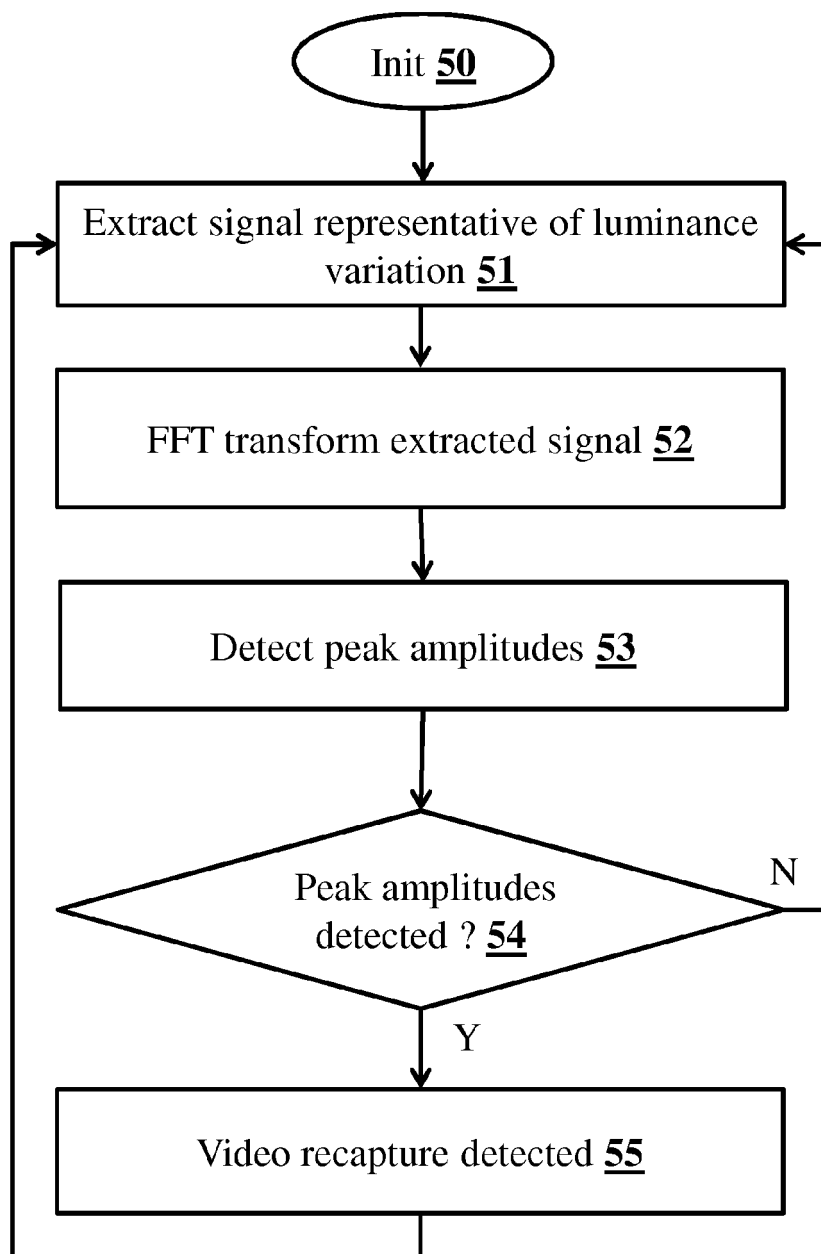 Init 50
Extract signal representative of luminance
variation 51
FFT transform extracted signal 52
Detect peak amplitudes 53
Peak amplitudes
detected ? 54
N
Y
Video recapture detected 55